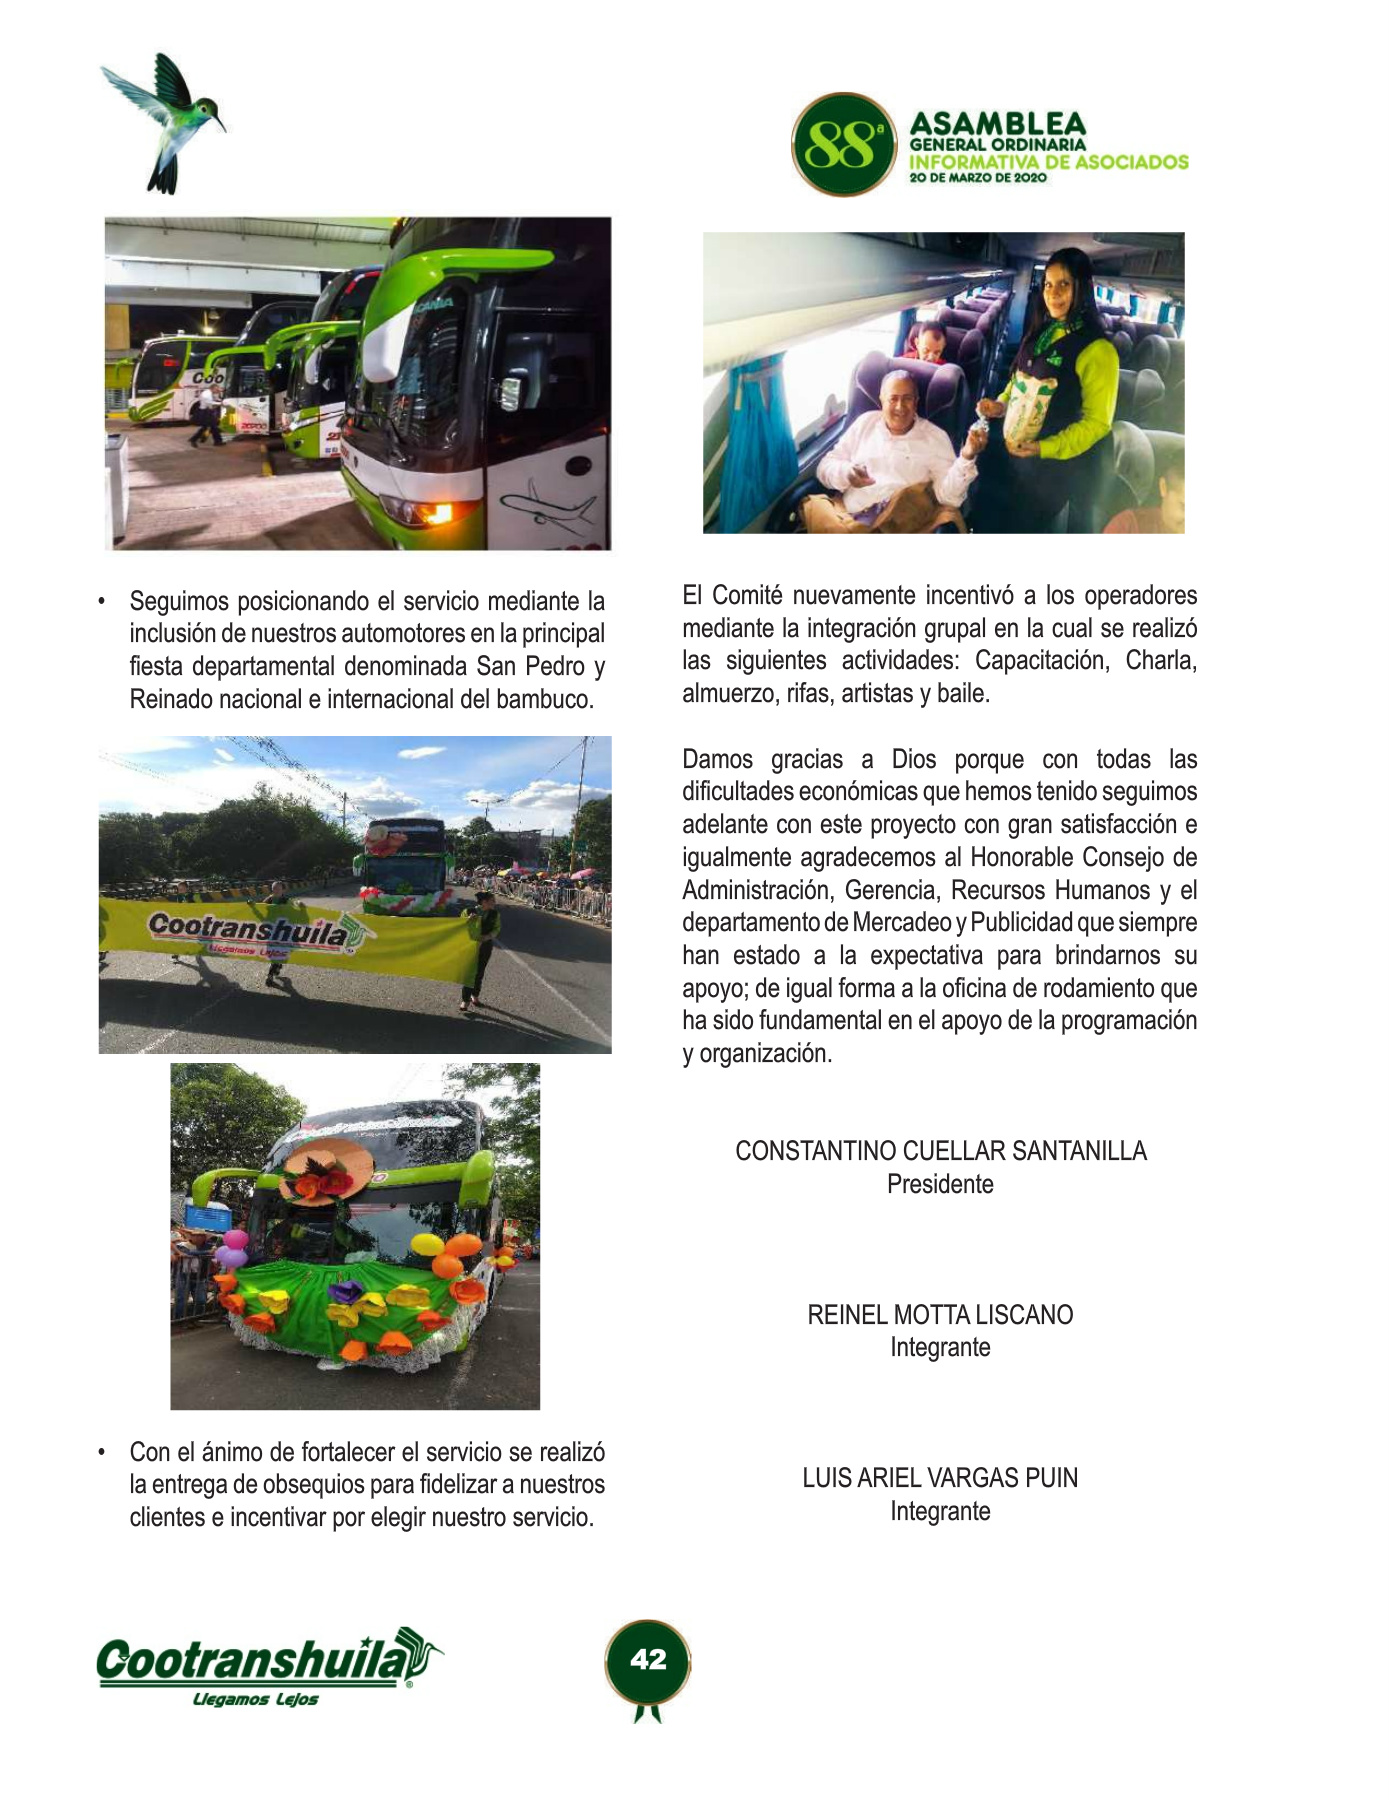 88ª
ASAMBLEA
GENERAL ORDINARIA
INFORMATIVA DE ASOCIADOS
20 DE MARZO DE 2020
SCANIA
Coo
• Seguimos posicionando el servicio mediante la
inclusión de nuestros automotores en la principal
fiesta departamental denominada San Pedro y
Reinado nacional e internacional del bambuco.
Cootranshuila
Llegamos Lejos
• Con el ánimo de fortalecer el servicio se realizó
la entrega de obsequios para fidelizar a nuestros
clientes e incentivar por elegir nuestro servicio.
El Comité nuevamente incentivó a los operadores
mediante la integración grupal en la cual se realizó
las siguientes actividades: Capacitación, Charla,
almuerzo, rifas, artistas y baile.
Damos gracias a Dios porque con todas las
dificultades económicas que hemos tenido seguimos
adelante con este proyecto con gran satisfacción e
igualmente agradecemos al Honorable Consejo de
Administración, Gerencia, Recursos Humanos y el
departamento de Mercadeo y Publicidad que siempre
han estado a la expectativa para brindarnos su
apoyo; de igual forma a la oficina de rodamiento que
ha sido fundamental en el apoyo de la programación
y organización.
CONSTANTINO CUELLAR SANTANILLA
Presidente
REINEL MOTTA LISCANO
Integrante
LUIS ARIEL VARGAS PUIN
Integrante
Cootranshuila
®
Llegamos Lejos
42